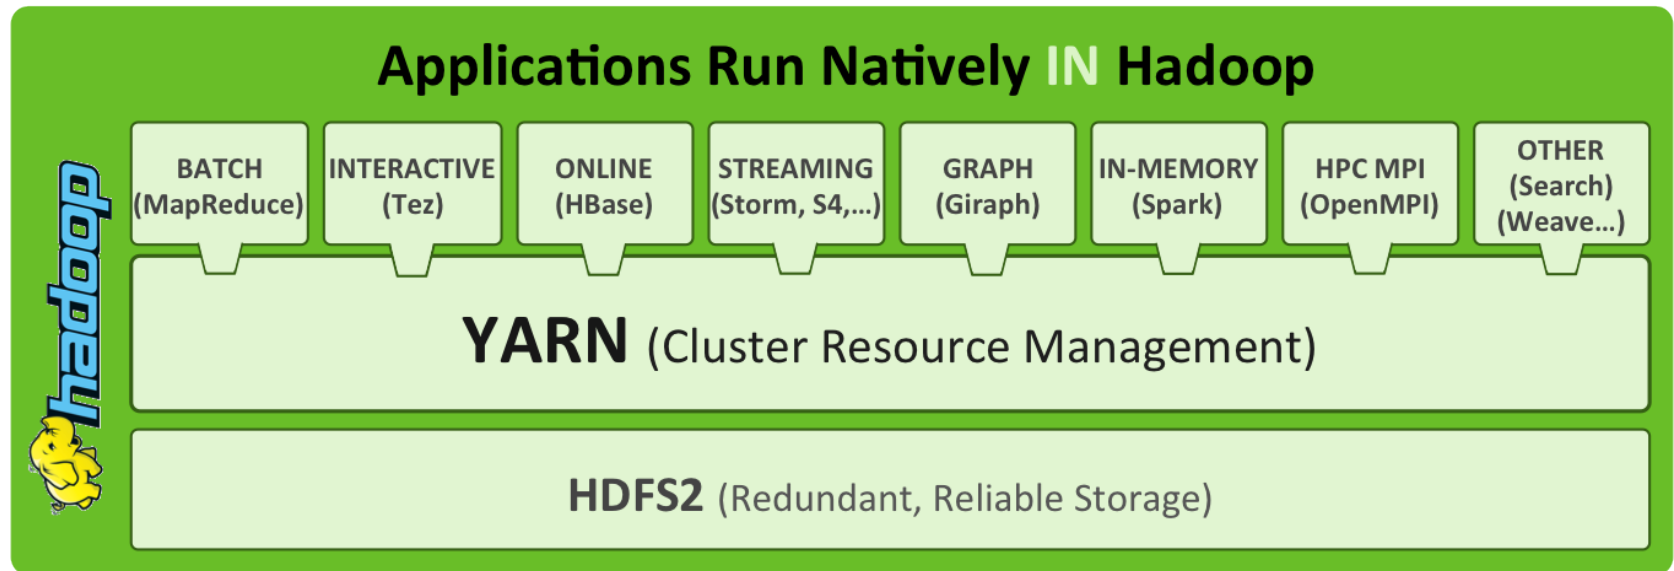 Applications Run Natively IN Hadoop
BATCH
(MapReduce)
INTERACTIVE
(Tez)
ONLINE
(HBase)
STREAMING
(Storm, S4,...)
GRAPH
(Giraph)
IN-MEMORY
(Spark)
HPC MPI
(OpenMPI)
OTHER
(Search)
(Weave...)
hadoop
YARN (Cluster Resource Management)
HDFS2 (Redundant, Reliable Storage)